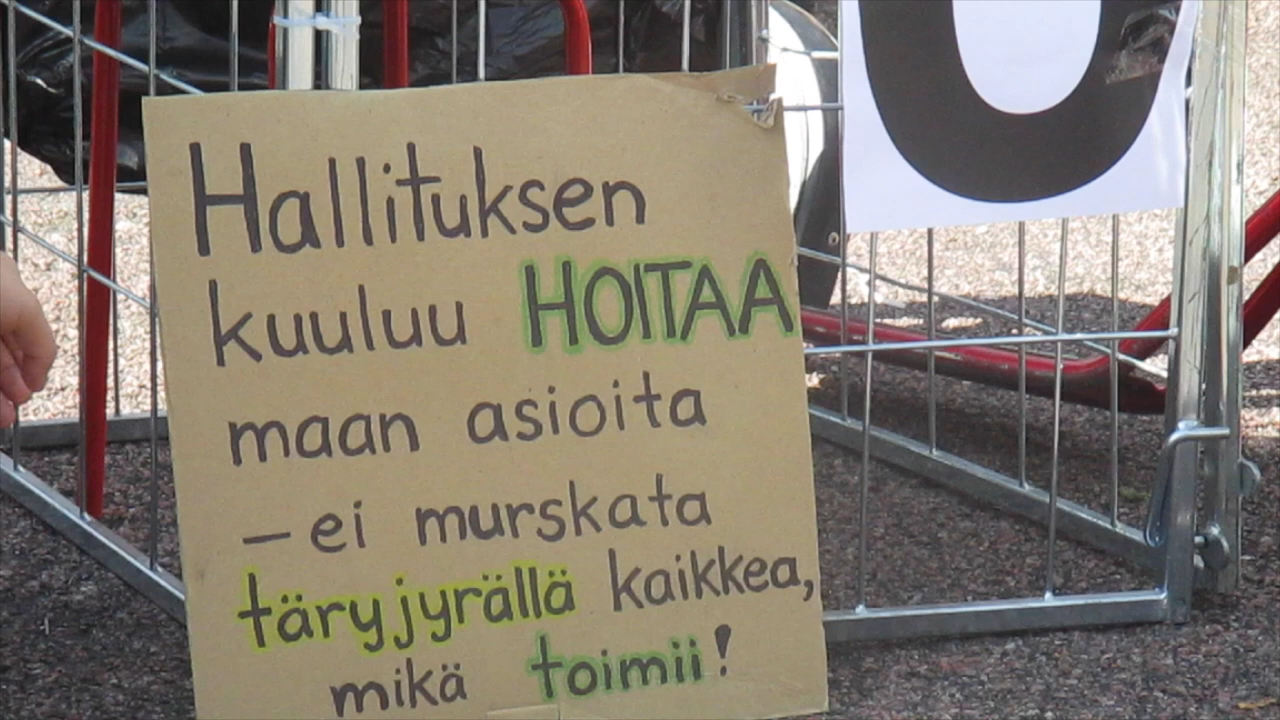 Hallituksen
kuuluu HOITAA
maan asioita
– ei murskata
täryjyrällä kaikkea,
mikä toimii!